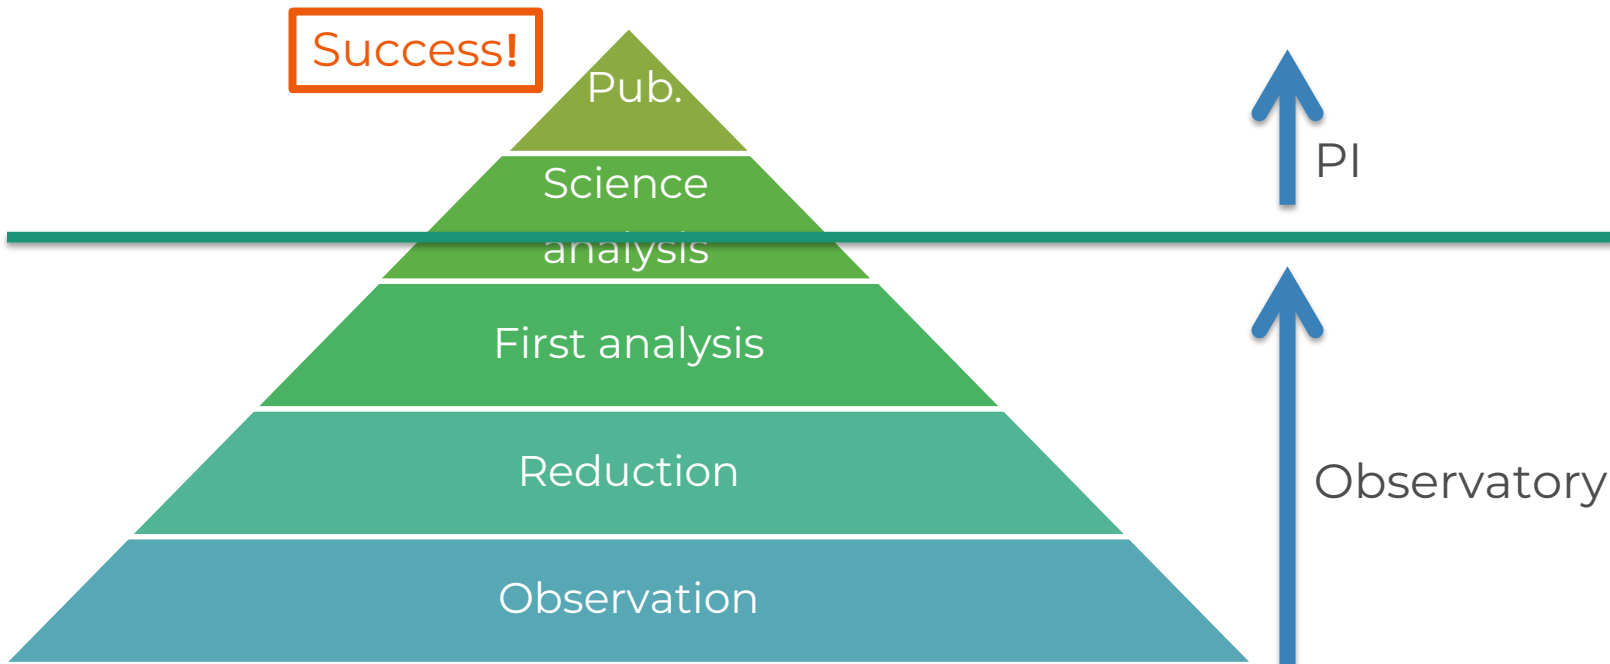 Success!
Pub.
Science
analysis
PI
First analysis
Reduction
Observatory
Observation